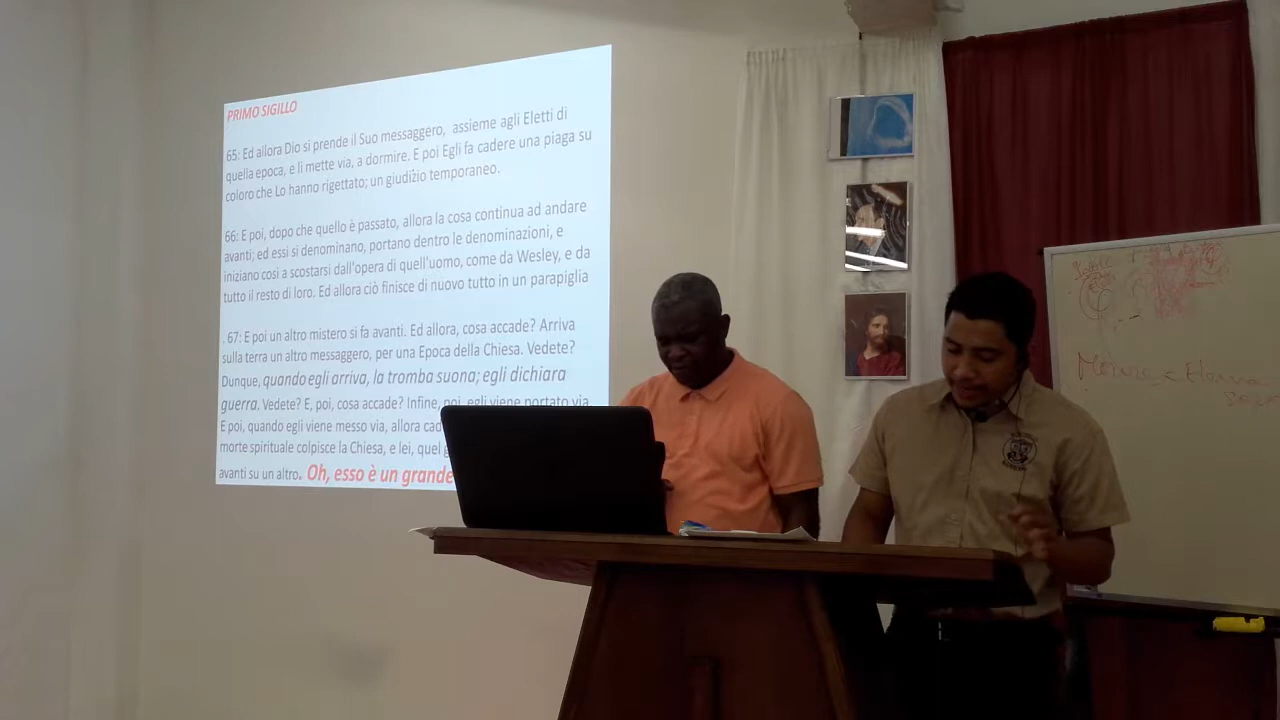 PRIMO SIGILLO
65: Ed allora Dio si prende il Suo messaggero, assieme agli Eletti di
quella epoca, e li mette via, a dormire. E poi Egli fa cadere una piaga su
coloro che Lo hanno rigettato; un giudizio temporaneo.
66: E poi, dopo che quello è passato, allora la cosa continua ad andare
avanti; ed essi si denominano, portano dentro le denominazioni, e
iniziano così a scostarsi dall'opera di quell'uomo, come da Wesley, e da
tutto il resto di loro. Ed allora ciò finisce di nuovo tutto in un parapiglia
. 67: E poi un altro mistero si fa avanti. Ed allora, cosa accade? Arriva
sulla terra un altro messaggero, per una Epoca della Chiesa. Vedete?
Dunque, quando egli arriva, la tromba suona; egli dichiara
guerra. Vedete? E, poi, cosa accade? Infine, poi, egli viene portato via.
E poi, quando egli viene messo via, allora cad
morte spirituale colpisce la Chiesa, e lei, quel g
avanti su un altro. Oh, esso è un grande